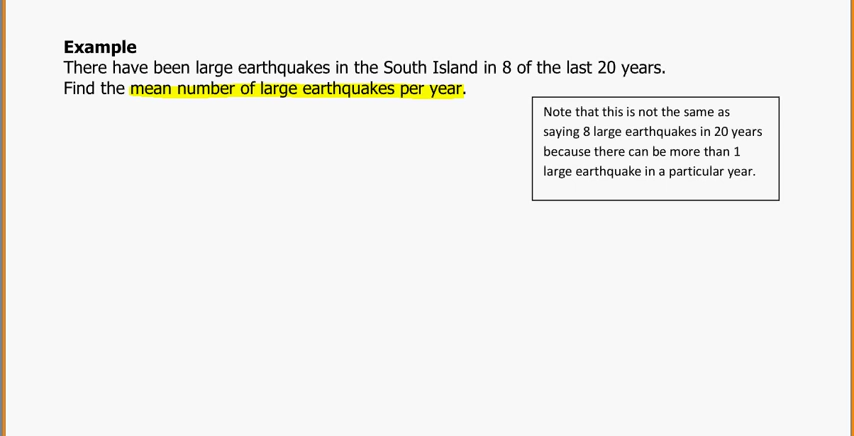 Example
There have been large earthquakes in the South Island in 8 of the last 20 years.
Find the mean number of large earthquakes per year.
Note that this is not the same as
saying 8 large earthquakes in 20 years
because there can be more than 1
large earthquake in a particular year.